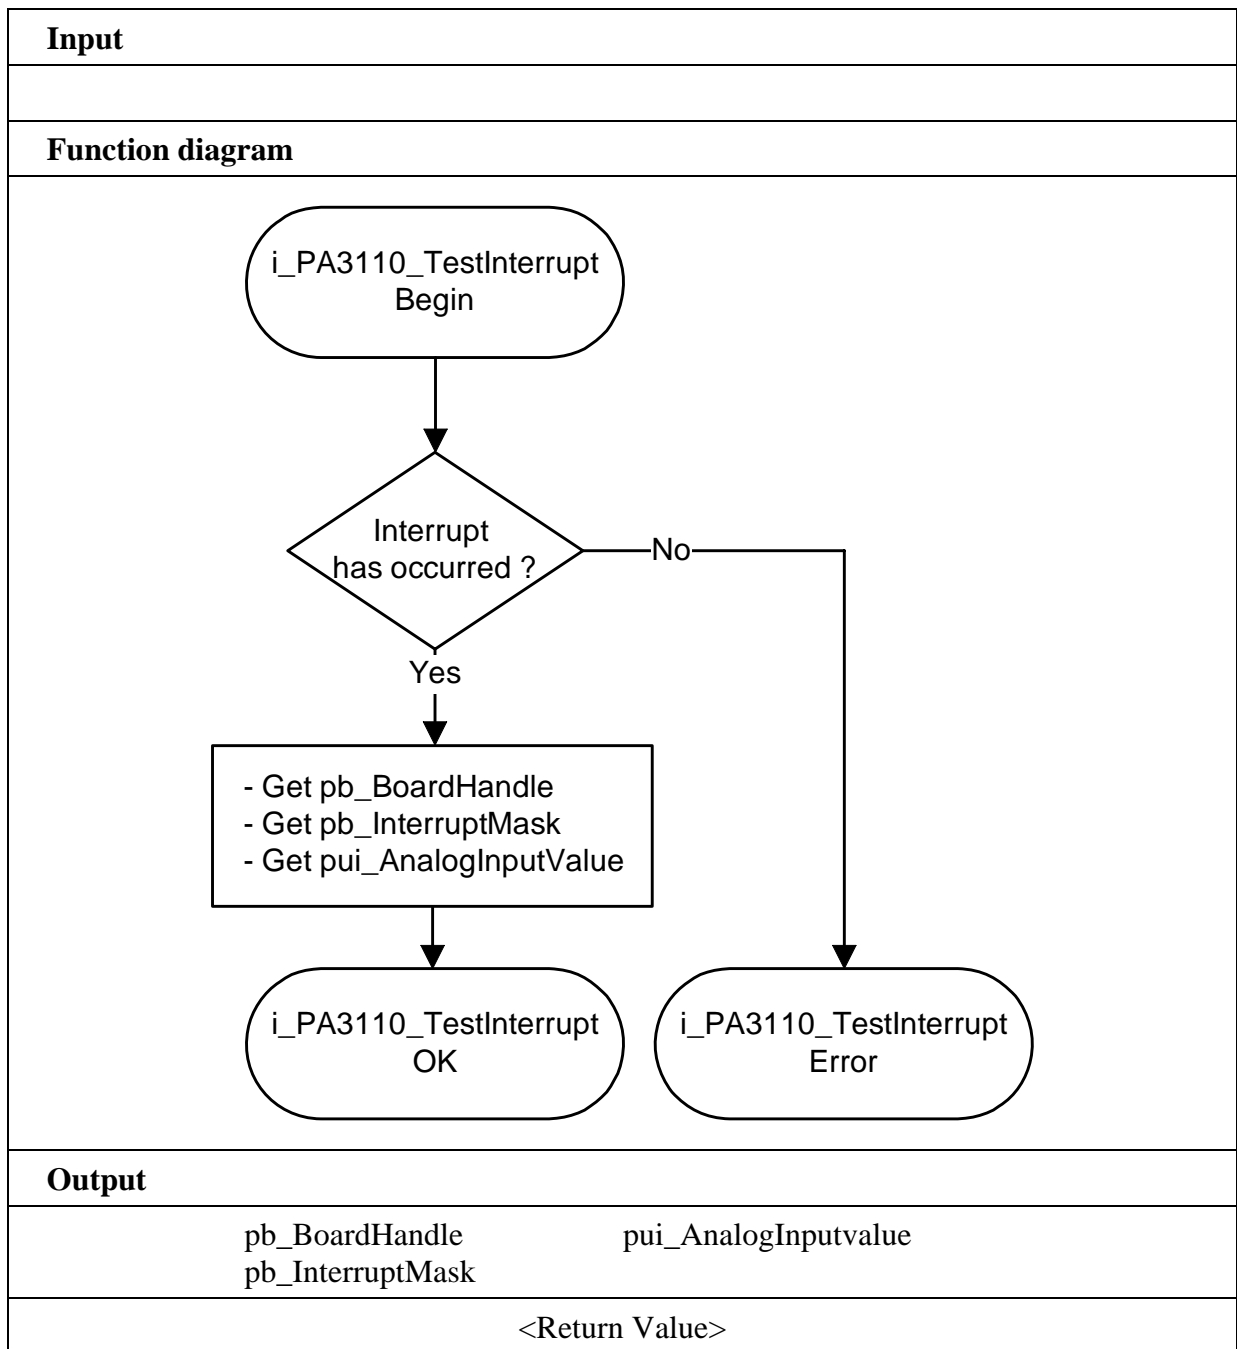 Input
Function diagram
i_PA3110_TestInterrupt
Begin
Interrupt
has occurred ?
No
Yes
- Get pb_BoardHandle
- Get pb_InterruptMask
- Get pui_AnalogInputValue
i_PA3110_TestInterrupt
OK
i_PA3110_TestInterrupt
Error
Output
pb_BoardHandle pui_AnalogInputvalue
pb_InterruptMask
<Return Value>